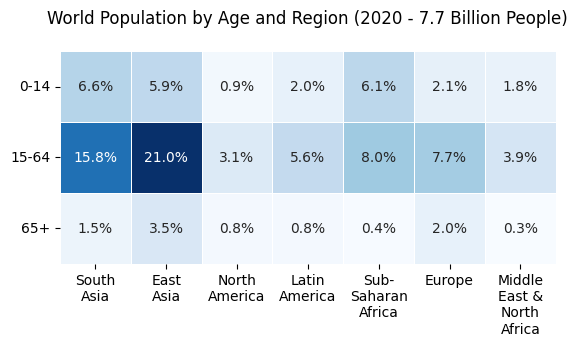 World Population by Age and Region (2020 - 7.7 Billion People)
0-14 6.6% 5.9% 0.9% 2.0% 6.1% 2.1% 1.8%
15-64 15.8% 21.0% 3.1% 5.6% 8.0% 7.7% 3.9%
65+ 1.5% 3.5% 0.8% 0.8% 0.4% 2.0% 0.3%
South East North Latin Sub- Europe Middle
Asia Asia America America Saharan East &
Africa North
Africa